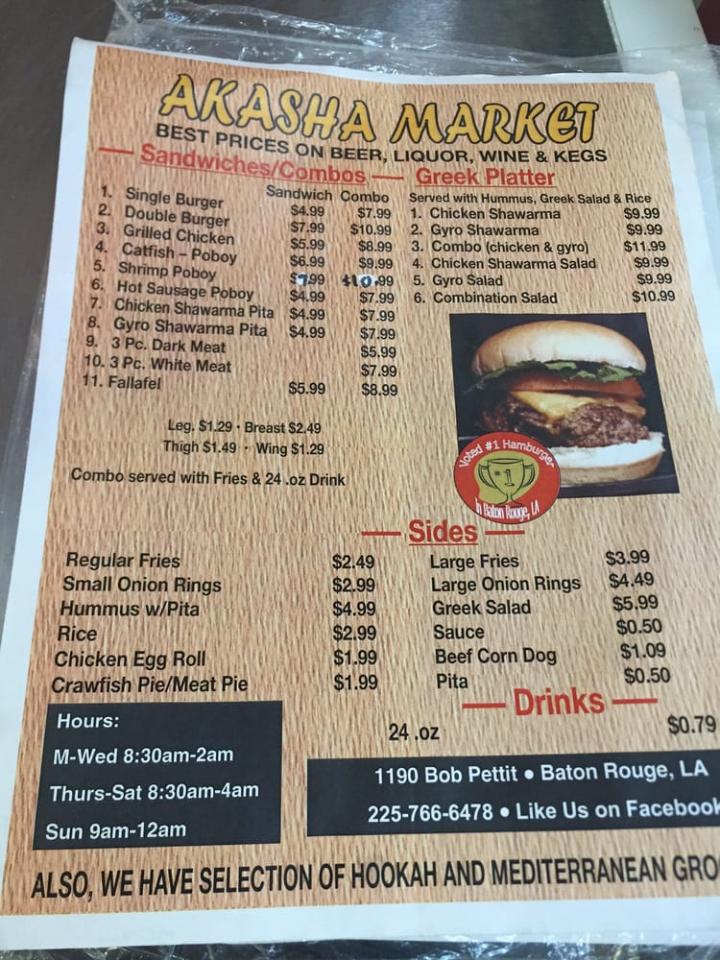 AKASHA MARKET
BEST PRICES ON BEER, LIQUOR, WINE & KEGS
Sandwiches/Combos
Sandwich Combo
1. Single Burger $4.99 $7.99
2. Double Burger $7.99 $10.99
3. Grilled Chicken $5.99 $8.99
4. Catfish – Poboy $6.99 $9.99
5. Shrimp Poboy $7.99 $10.99
6. Hot Sausage Poboy $4.99 $7.99
7. Chicken Shawarma Pita $4.99 $7.99
8. Gyro Shawarma Pita $4.99 $7.99
9. 3 Pc. Dark Meat $5.99
10. 3 Pc. White Meat $7.99
11. Fallafel $5.99 $8.99
Leg. $1.29 · Breast $2.49
Thigh $1.49 · Wing $1.29
Combo served with Fries & 24 .oz Drink
Greek Platter
Served with Hummus, Greek Salad & Rice
1. Chicken Shawarma $9.99
2. Gyro Shawarma $9.99
3. Combo (chicken & gyro) $11.99
4. Chicken Shawarma Salad $9.99
5. Gyro Salad $9.99
6. Combination Salad $10.99
Voted #1 Hamburger
#1
In Baton Rouge, LA
Sides
Regular Fries $2.49
Small Onion Rings $2.99
Hummus w/Pita $4.99
Rice $2.99
Chicken Egg Roll $1.99
Crawfish Pie/Meat Pie $1.99
Large Fries $3.99
Large Onion Rings $4.49
Greek Salad $5.99
Sauce $0.50
Beef Corn Dog $1.09
Pita $0.50
Drinks
24 .oz $0.79
Hours:
M-Wed 8:30am-2am
Thurs-Sat 8:30am-4am
Sun 9am-12am
1190 Bob Pettit • Baton Rouge, LA
225-766-6478 • Like Us on Facebook
ALSO, WE HAVE SELECTION OF HOOKAH AND MEDITERRANEAN GRO